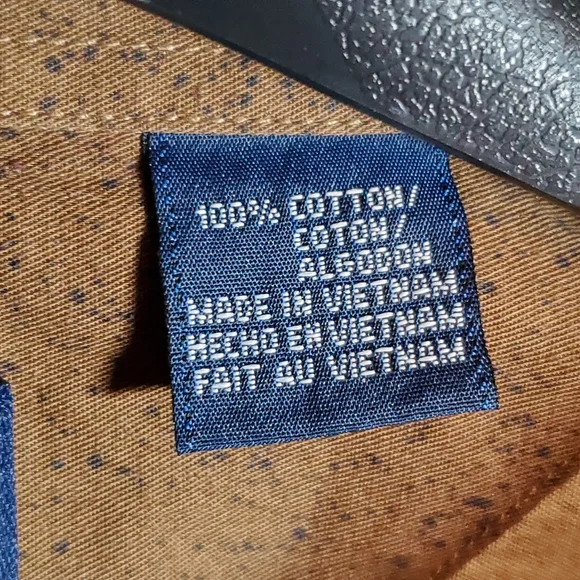 100% COTTON/
COTON/
ALGODON
MADE IN VIETNAM
HECHO EN VIETNAM
FAIT AU VIETNAM